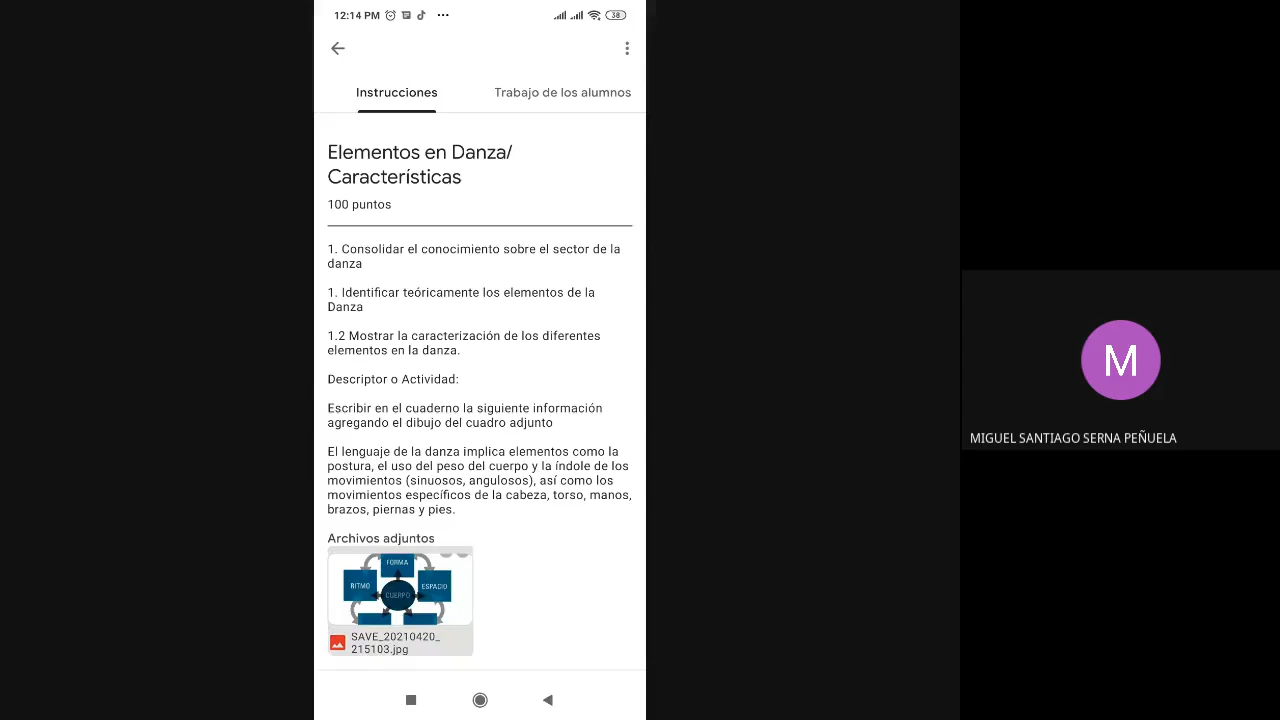 12:14 PM
38
Instrucciones
Trabajo de los alumnos
Elementos en Danza/
Características
100 puntos
1. Consolidar el conocimiento sobre el sector de la
danza
1. Identificar teóricamente los elementos de la
Danza
1.2 Mostrar la caracterización de los diferentes
elementos en la danza.
Descriptor o Actividad:
Escribir en el cuaderno la siguiente información
agregando el dibujo del cuadro adjunto
El lenguaje de la danza implica elementos como la
postura, el uso del peso del cuerpo y la índole de los
movimientos (sinuosos, angulosos), así como los
movimientos específicos de la cabeza, torso, manos,
brazos, piernas y pies.
Archivos adjuntos
FORMA
RITMO
ESPACIO
CUERPO
SAVE_20210420_
215103.jpg
M
MIGUEL SANTIAGO SERNA PEÑUELA